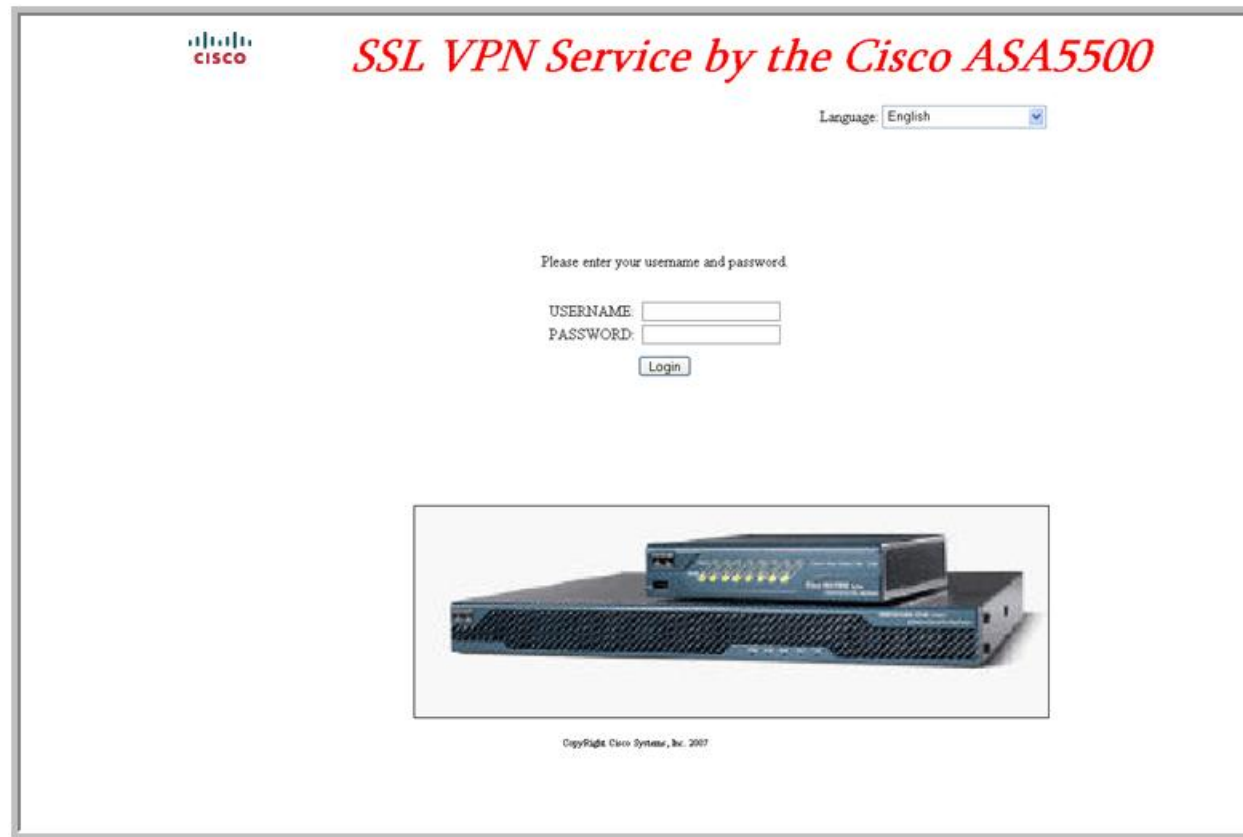 CISCO
SSL VPN Service by the Cisco ASA5500
Language: English
Please enter your username and password.
USERNAME:
PASSWORD:
Login
CopyRight Cisco Systems, Inc. 2007